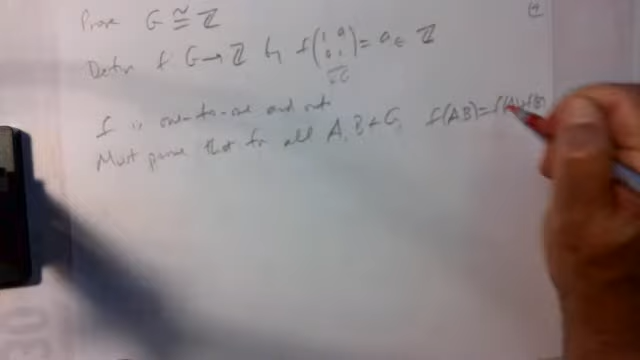 Prove G ≅ ℤ
Define f G→ℤ by f(1 a
0 1) = a ∈ ℤ
f is one-to-one and onto
Must prove that for all A, B ∈ G, f(AB)=f(A)+f(B)